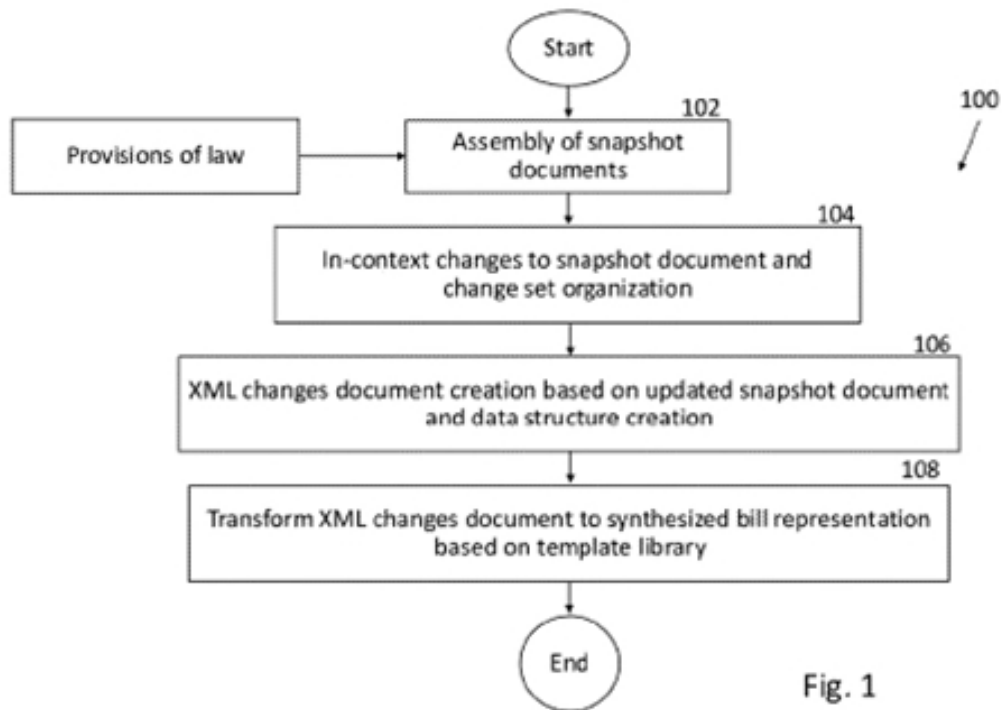 Start
102
100
Provisions of law
Assembly of snapshot
documents
104
In-context changes to snapshot document and
change set organization
106
XML changes document creation based on updated snapshot document
and data structure creation
108
Transform XML changes document to synthesized bill representation
based on template library
End
Fig. 1